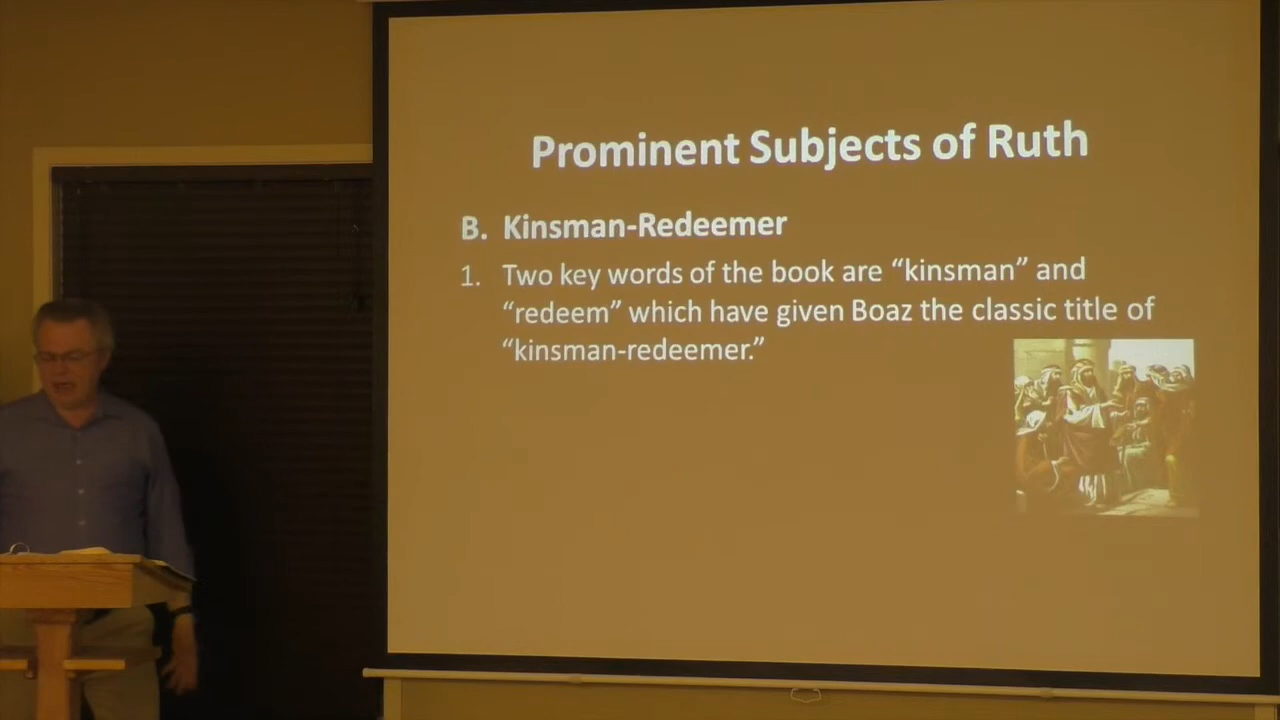 Prominent Subjects of Ruth
B. Kinsman-Redeemer
1. Two key words of the book are “kinsman” and
“redeem” which have given Boaz the classic title of
“kinsman-redeemer.”